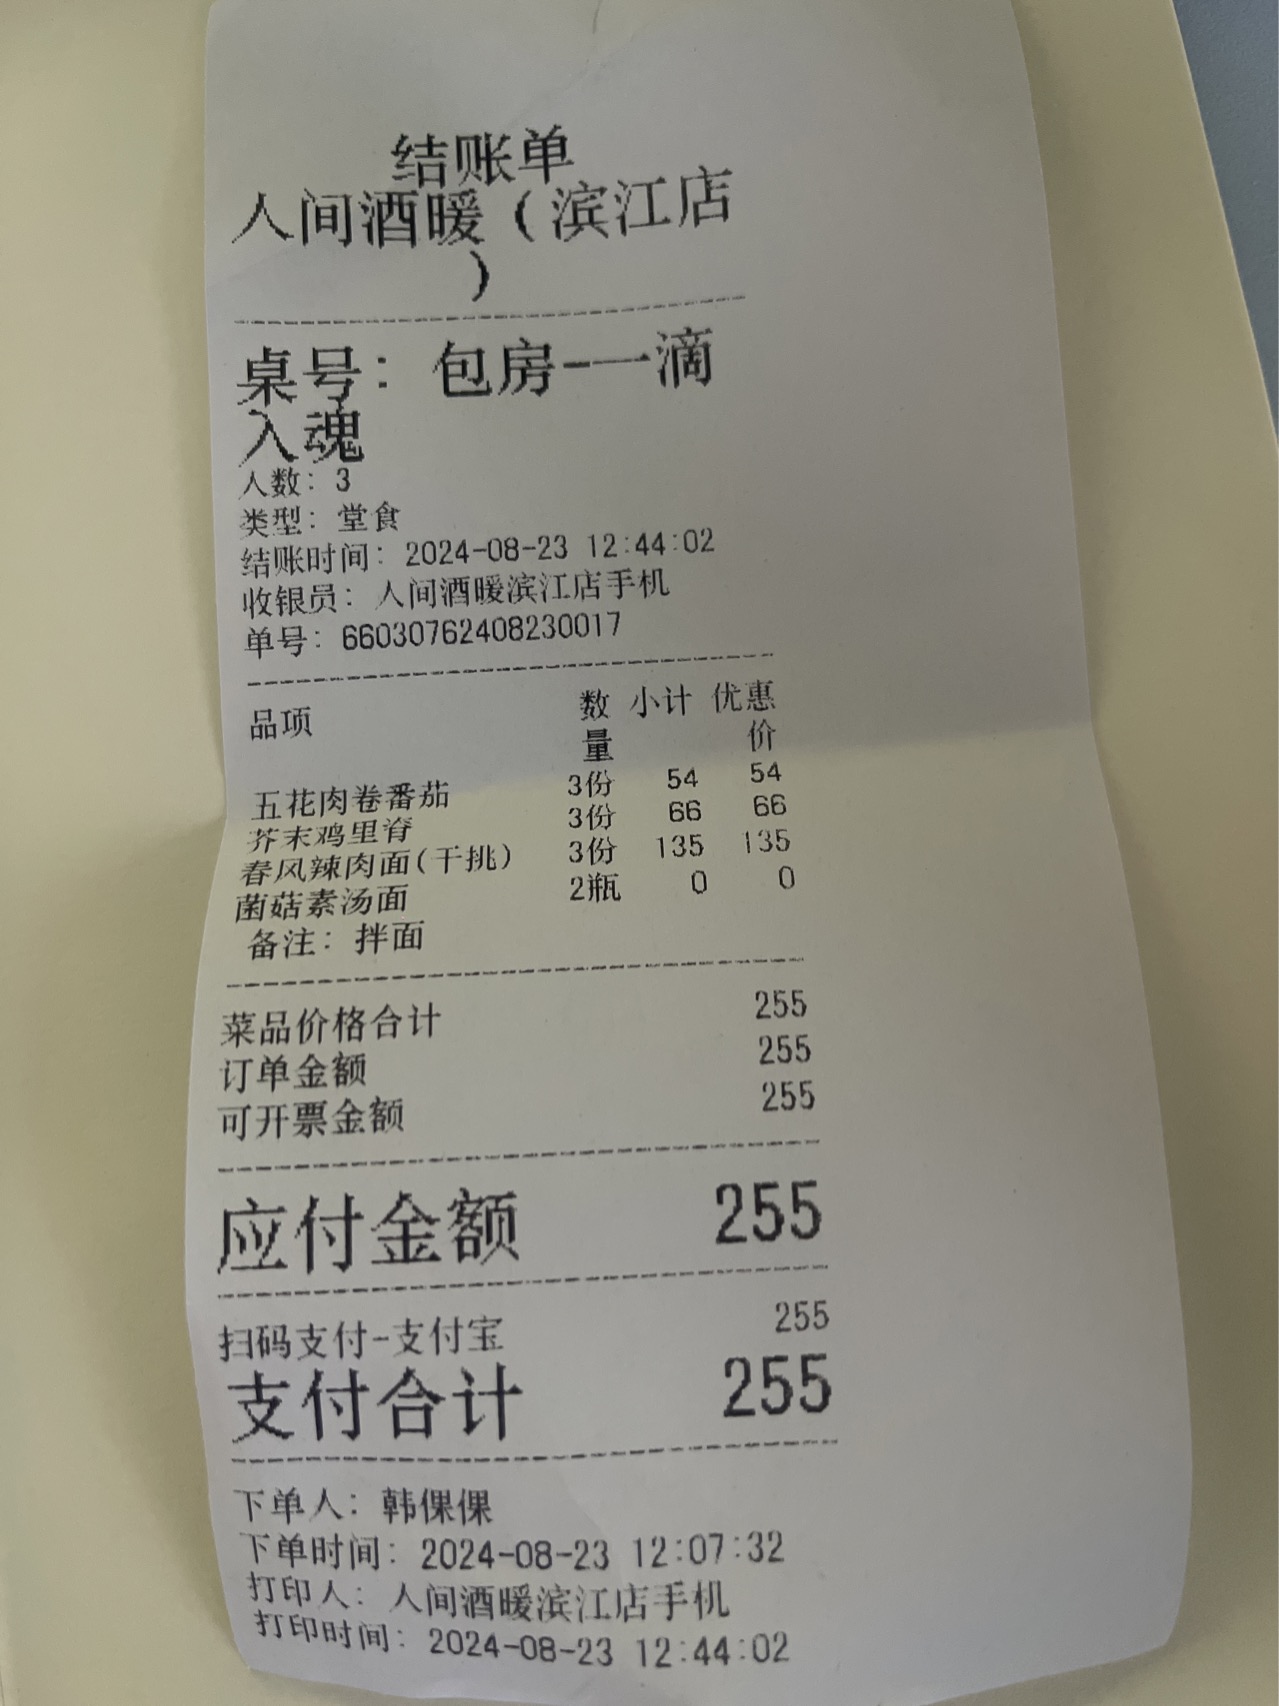 结账单
人间酒暖（滨江店
）
桌号：包房-一滴
入魂
人数：3
类型：堂食
结账时间：2024-08-23 12:44:02
收银员：人间酒暖滨江店手机
单号：66030762408230017
品项 数 小计 优惠
量 价
五花肉卷番茄 3份 54 54
芥末鸡里脊 3份 66 66
春风辣肉面(干挑) 3份 135 135
菌菇素汤面 2瓶 0 0
备注：拌面
菜品价格合计 255
订单金额 255
可开票金额 255
应付金额 255
扫码支付-支付宝 255
支付合计 255
下单人：韩倮倮
下单时间：2024-08-23 12:07:32
打印人：人间酒暖滨江店手机
打印时间：2024-08-23 12:44:02